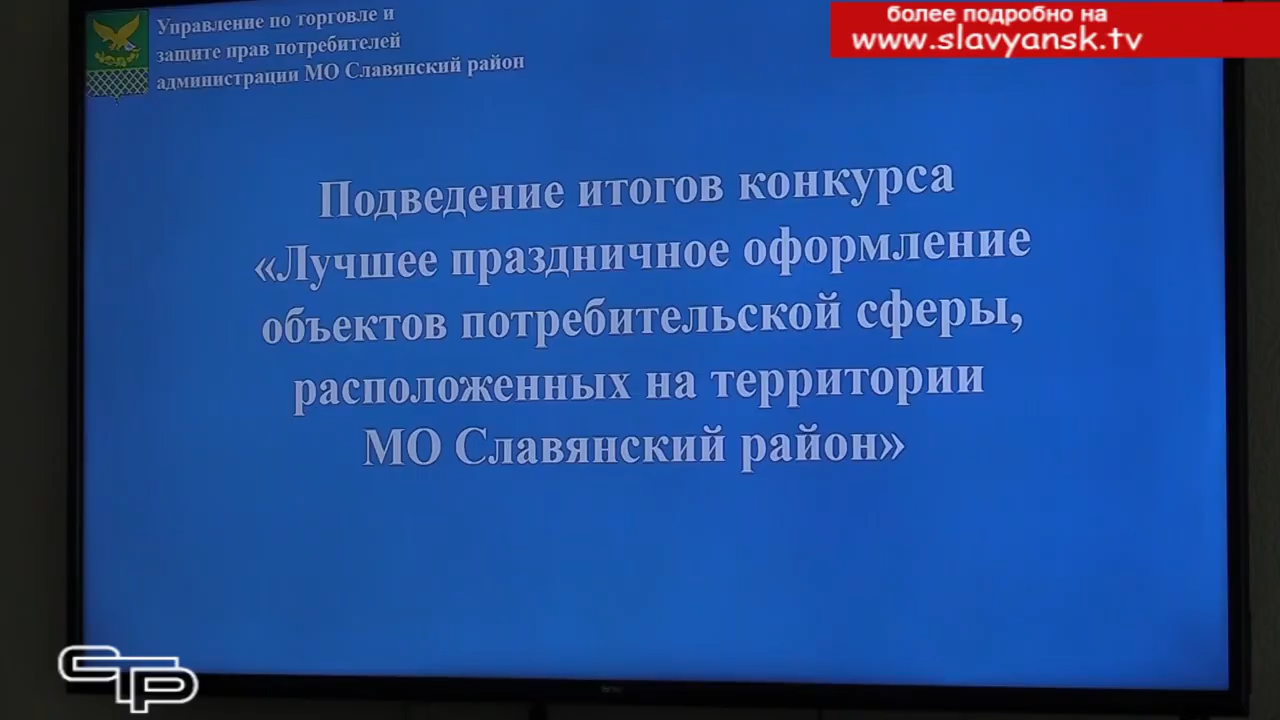 Управление по торговле и
защите прав потребителей
администрации МО Славянский район
более подробно на
www.slavyansk.tv
Подведение итогов конкурса
«Лучшее праздничное оформление
объектов потребительской сферы,
расположенных на территории
МО Славянский район»
СТР